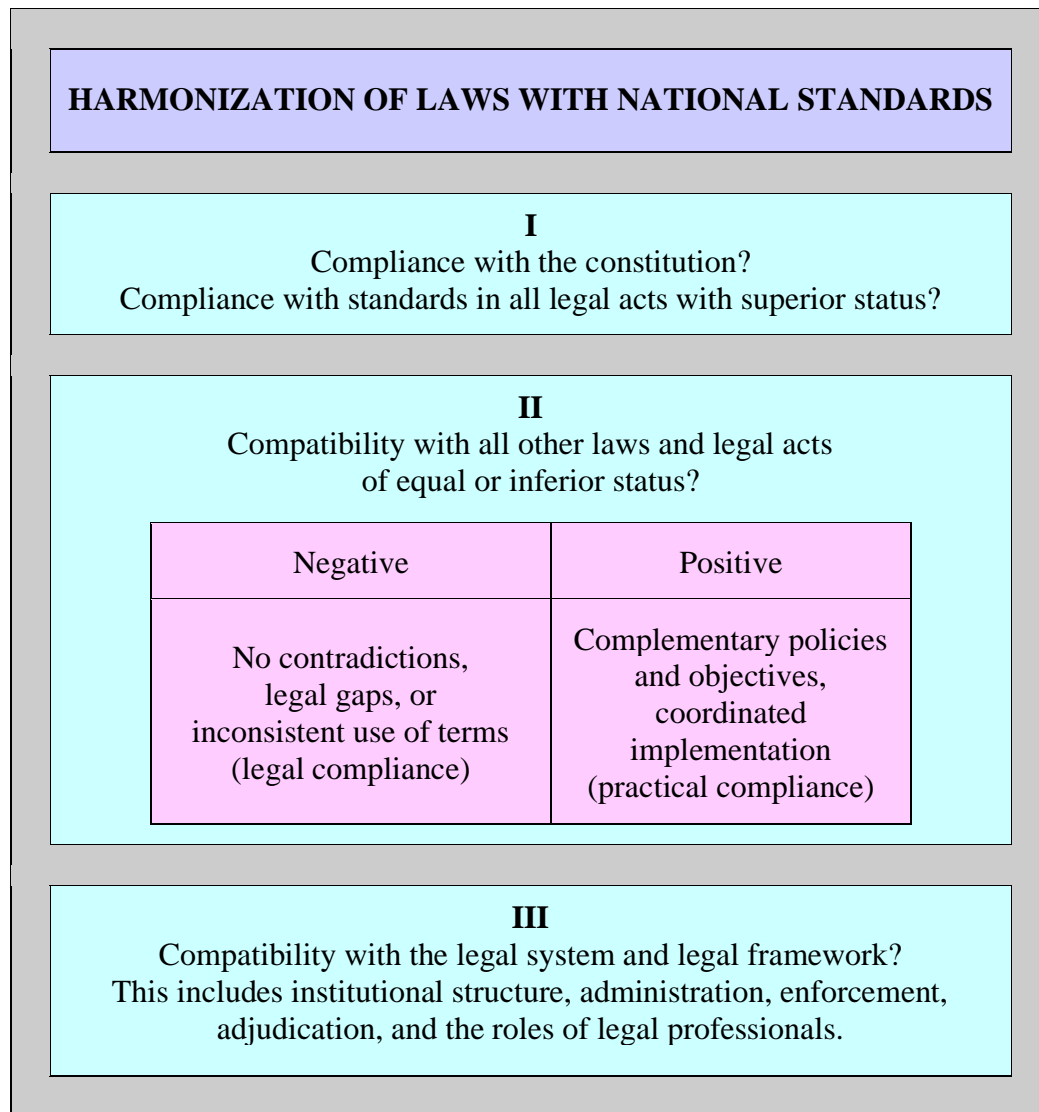 HARMONIZATION OF LAWS WITH NATIONAL STANDARDS
I
Compliance with the constitution?
Compliance with standards in all legal acts with superior status?
II
Compatibility with all other laws and legal acts
of equal or inferior status?
Negative
Positive
No contradictions,
legal gaps, or
inconsistent use of terms
(legal compliance)
Complementary policies
and objectives,
coordinated
implementation
(practical compliance)
III
Compatibility with the legal system and legal framework?
This includes institutional structure, administration, enforcement,
adjudication, and the roles of legal professionals.